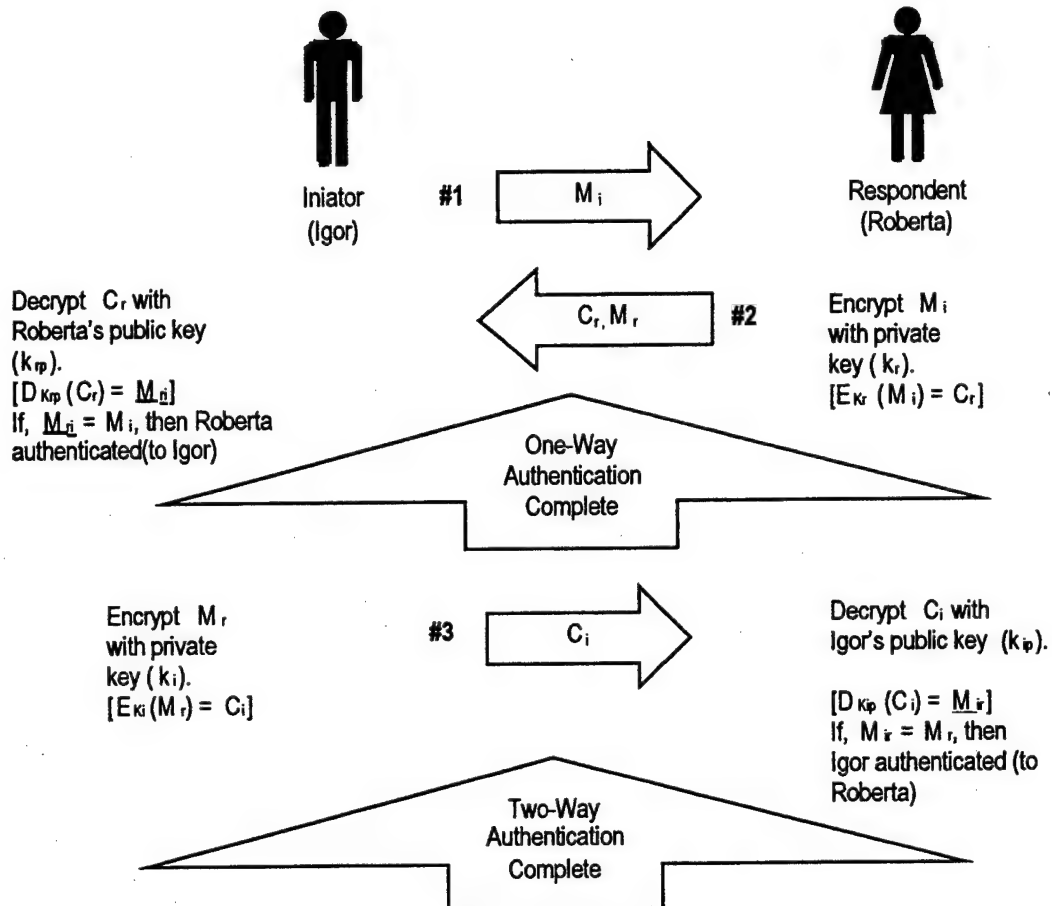 Iniator
(Igor)
#1
M i
Respondent
(Roberta)
Decrypt C r with
Roberta's public key
(k rp).
[D Krp (C r) = M ri]
If, M ri = M i, then Roberta
authenticated(to Igor)
C r, M r
#2
Encrypt M i
with private
key ( k r).
[E Kr (M i) = C r]
One-Way
Authentication
Complete
Encrypt M r
with private
key ( k i).
[E Ki (M r) = C i]
#3
C i
Decrypt C i with
Igor's public key (k ip).
[D Kip (C i) = M ir]
If, M ir = M r, then
Igor authenticated (to
Roberta)
Two-Way
Authentication
Complete